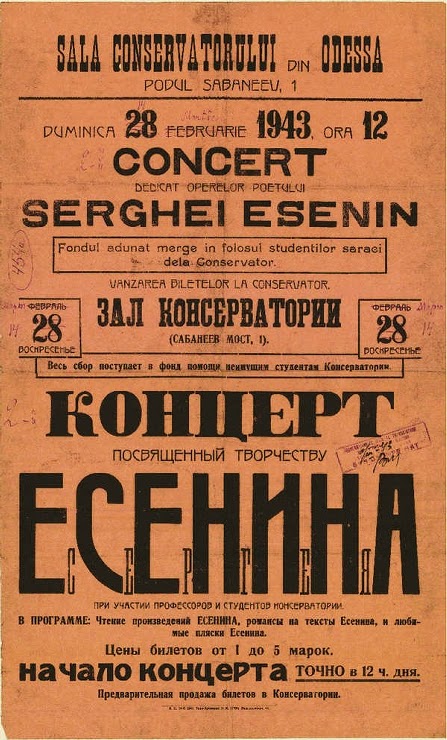 SALA CONSERVATORULUI DIN ODESSA
PODUL SABANEEV, 1
DUMINICA 28 FEBRUARIE 1943, ORA 12
CONCERT
DEDICAT OPERELOR POETULUI
SERGHEI ESENIN
Fondul adunat merge in folosul studentilor saraci
dela Conservator.
VANZAREA BILETELOR LA CONSERVATOR.
ФЕВРАЛЬ
28
ВОСКРЕСЕНЬЕ
ЗАЛ КОНСЕРВАТОРИИ
(САБАНЕЕВ МОСТ, 1).
ФЕВРАЛЬ
28
ВОСКРЕСЕНЬЕ
Весь сбор поступает в фонд помощи неимущим студентам Консерватории.
КОНЦЕРТ
ПОСВЯЩЕННЫЙ ТВОРЧЕСТВУ
ЕСЕНИНА
СЕРГЕЯ
ПРИ УЧАСТИИ ПРОФЕССОРОВ И СТУДЕНТОВ КОНСЕРВАТОРИИ.
В ПРОГРАММЕ: Чтение произведений ЕСЕНИНА, романсы на тексты Есенина, и люби-
мые пляски Есенина.
Цены билетов от 1 до 5 марок.
начало концерта ТОЧНО в 12 ч. дня.
Предварительная продажа билетов в Консерватории.